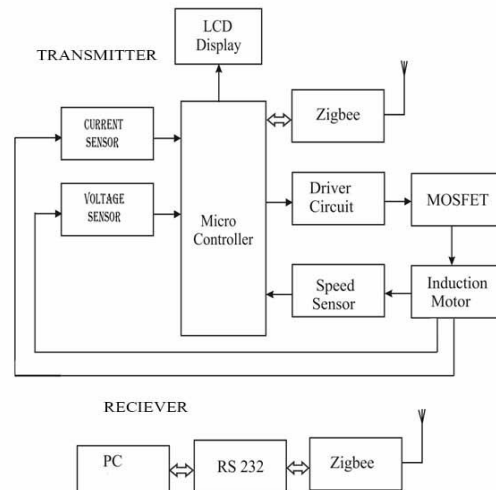 LCD
Display
TRANSMITTER
CURRENT
SENSOR
Zigbee
VOLTAGE
SENSOR
Micro
Controller
Driver
Circuit
MOSFET
Speed
Sensor
Induction
Motor
RECIEVER
PC
RS 232
Zigbee